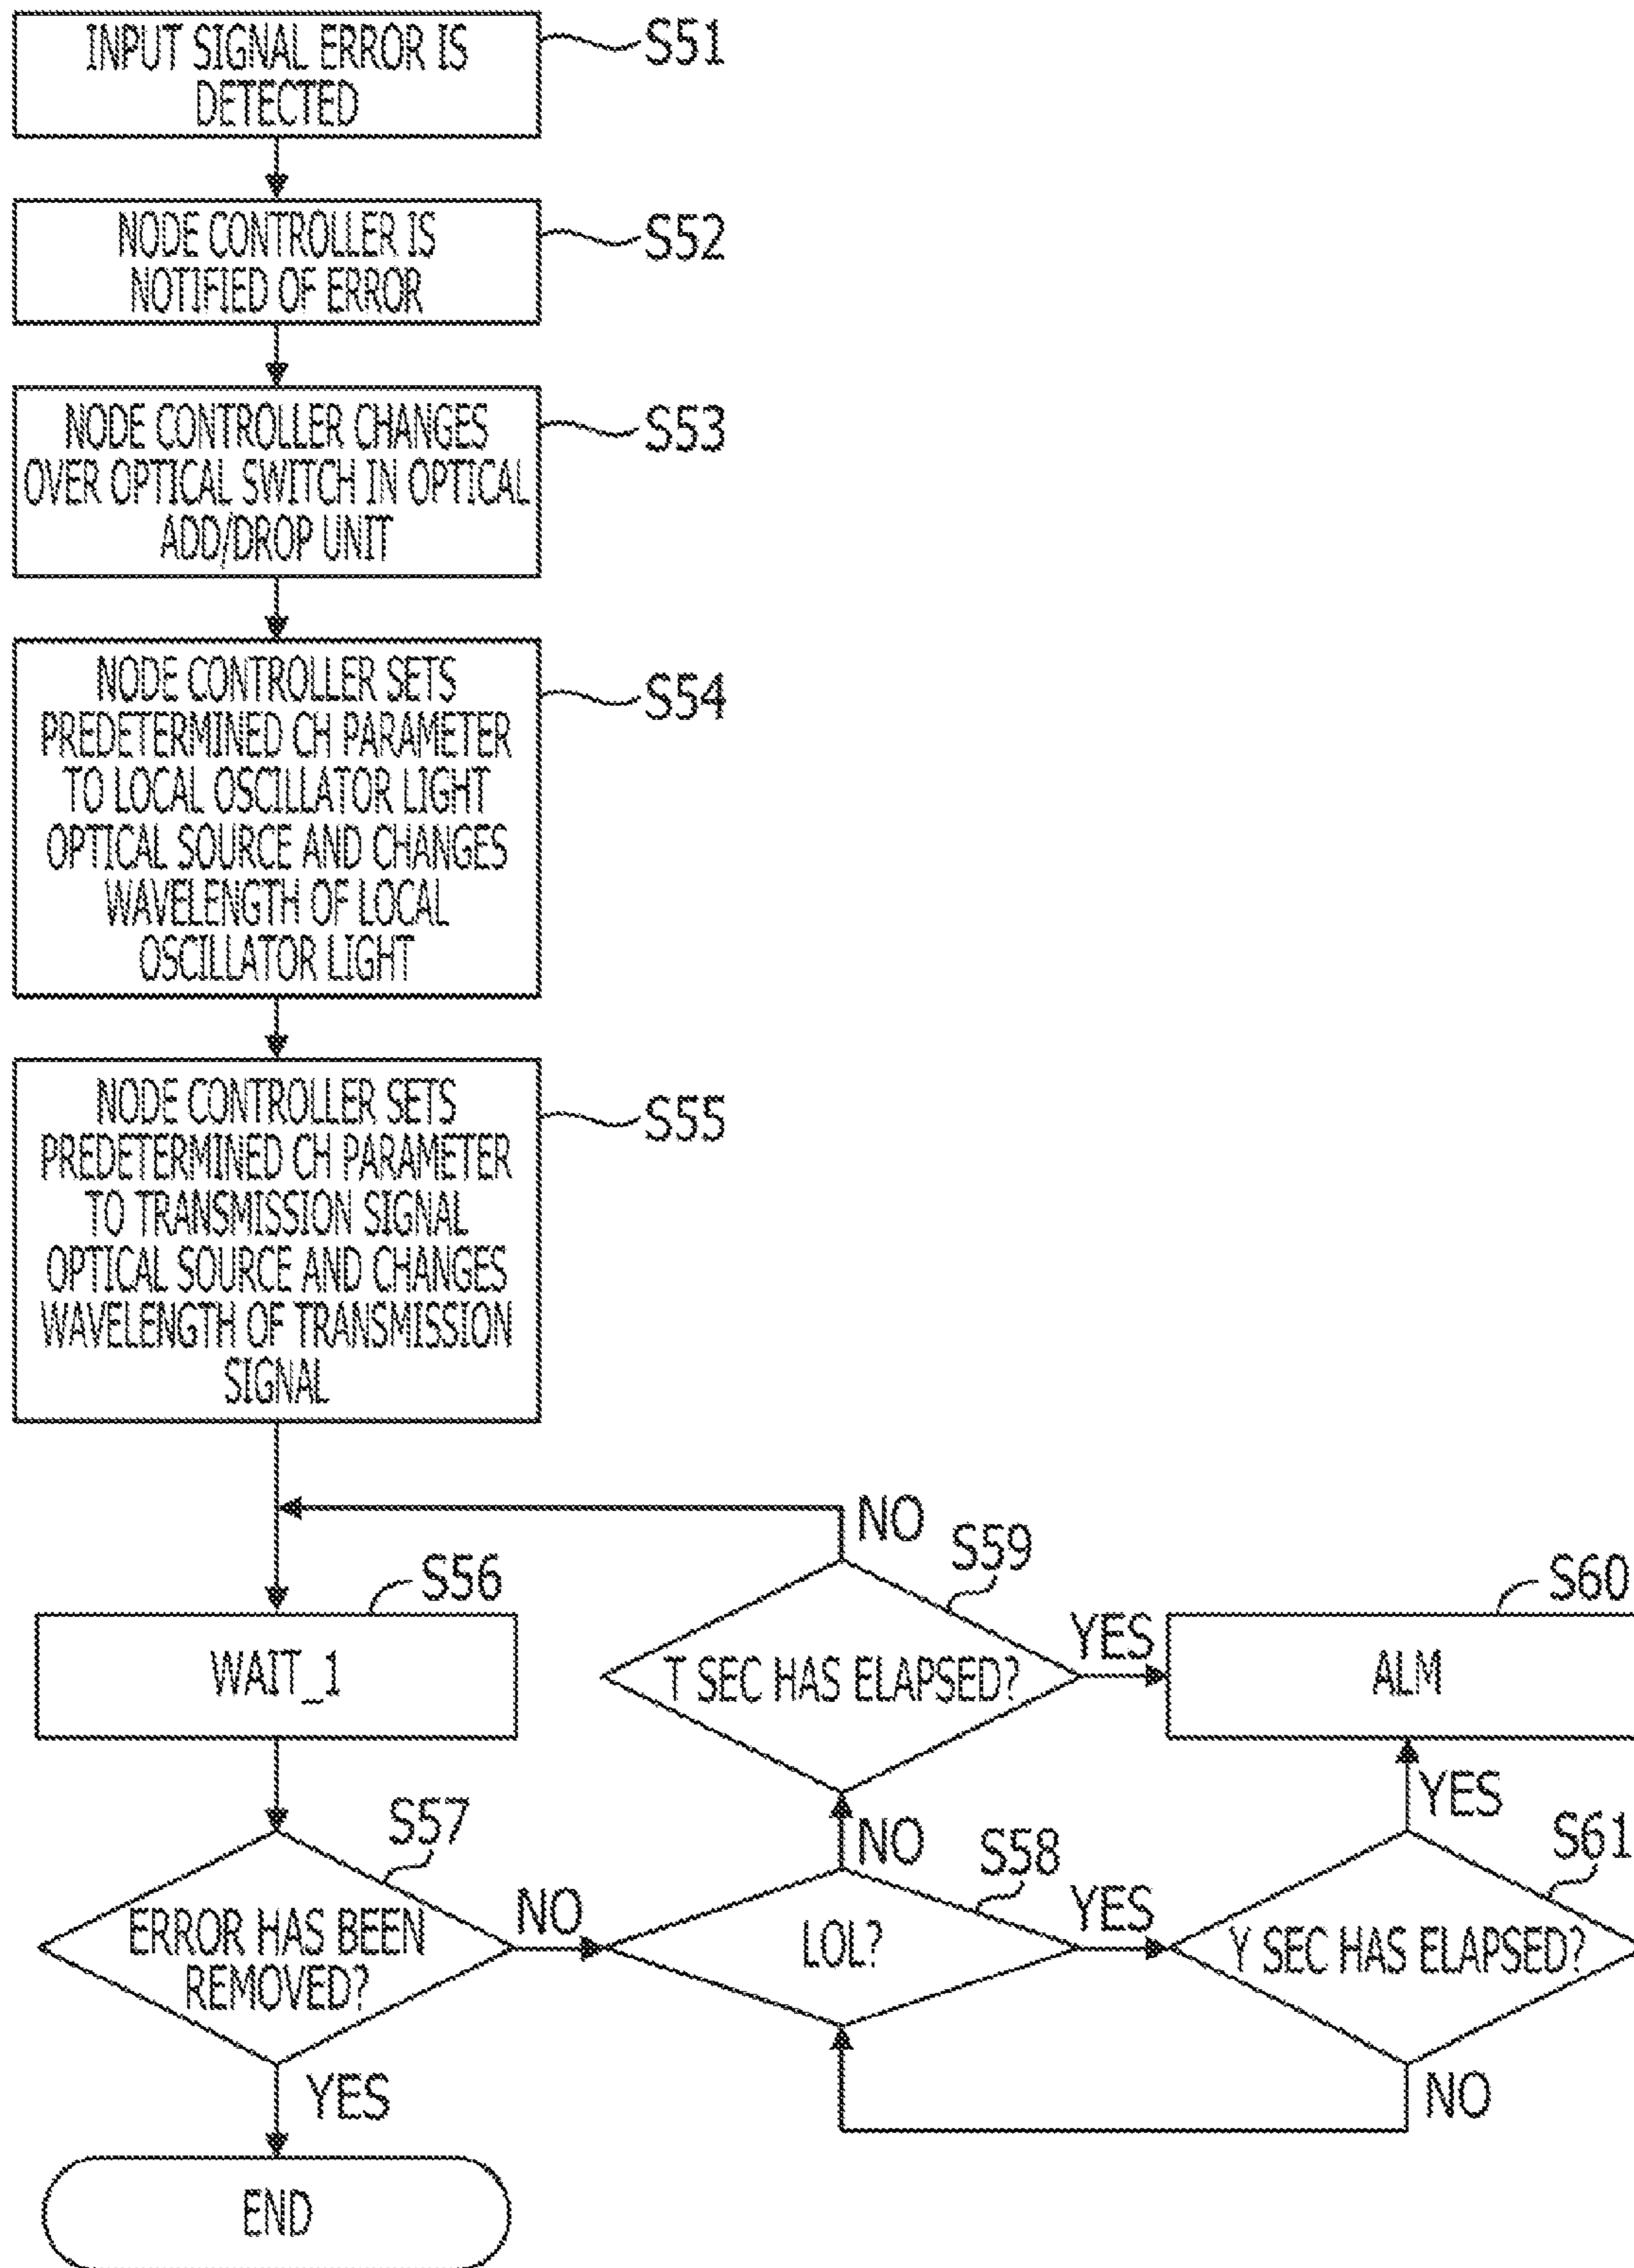 INPUT SIGNAL ERROR IS
DETECTED
S51
NODE CONTROLLER IS
NOTIFIED OF ERROR
S52
NODE CONTROLLER CHANGES
OVER OPTICAL SWITCH IN OPTICAL
ADD/DROP UNIT
S53
NODE CONTROLLER SETS
PREDETERMINED CH PARAMETER
TO LOCAL OSCILLATOR LIGHT
OPTICAL SOURCE AND CHANGES
WAVELENGTH OF LOCAL
OSCILLATOR LIGHT
S54
NODE CONTROLLER SETS
PREDETERMINED CH PARAMETER
TO TRANSMISSION SIGNAL
OPTICAL SOURCE AND CHANGES
WAVELENGTH OF TRANSMISSION
SIGNAL
S55
S56
WAIT_1
S57
ERROR HAS BEEN
REMOVED?
NO
YES
END
S58
LOL?
NO
YES
S59
T SEC HAS ELAPSED?
NO
YES
S60
ALM
S61
Y SEC HAS ELAPSED?
YES
NO